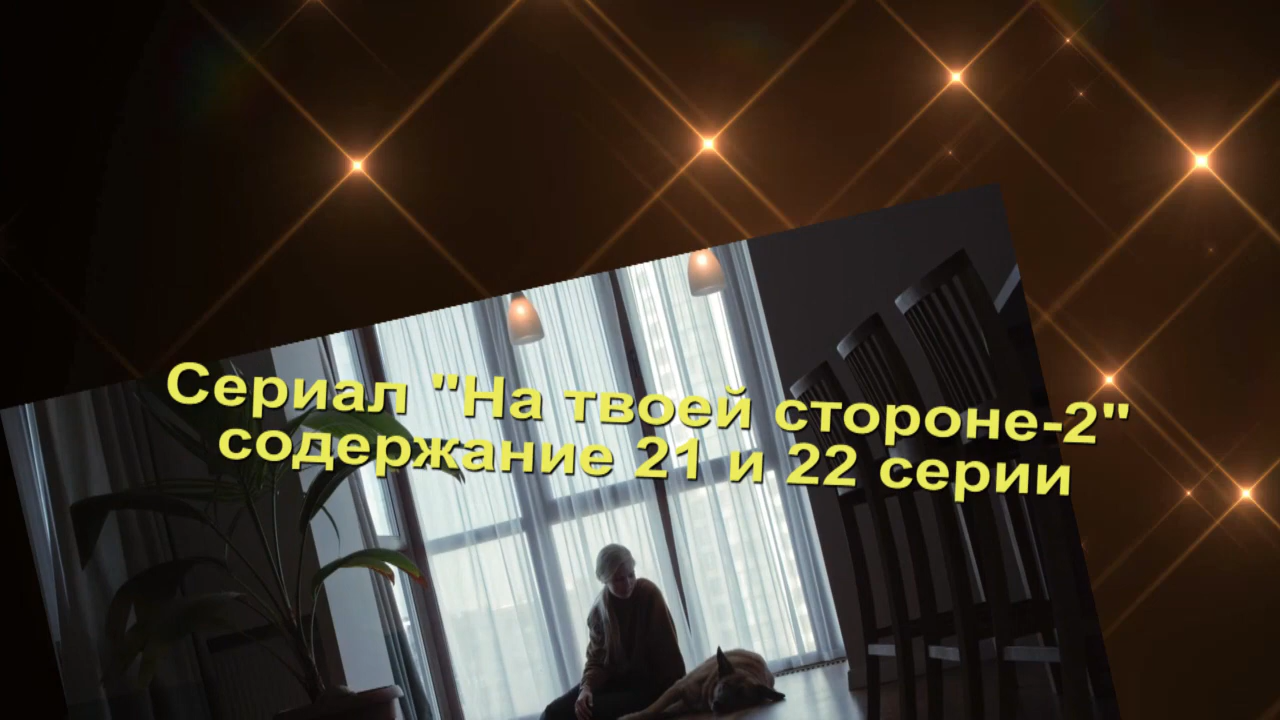 Сериал "На твоей стороне-2"
содержание 21 и 22 серии